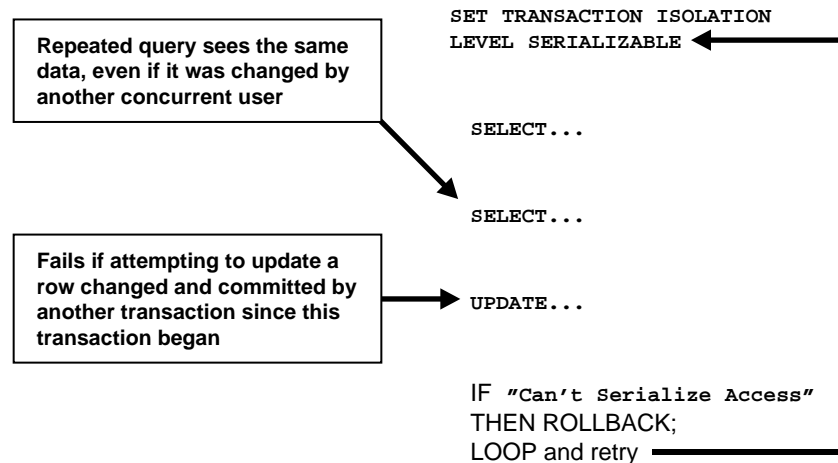 SET TRANSACTION ISOLATION
LEVEL SERIALIZABLE
Repeated query sees the same
data, even if it was changed by
another concurrent user
SELECT...
SELECT...
Fails if attempting to update a
row changed and committed by
another transaction since this
transaction began
UPDATE...
IF "Can't Serialize Access"
THEN ROLLBACK;
LOOP and retry